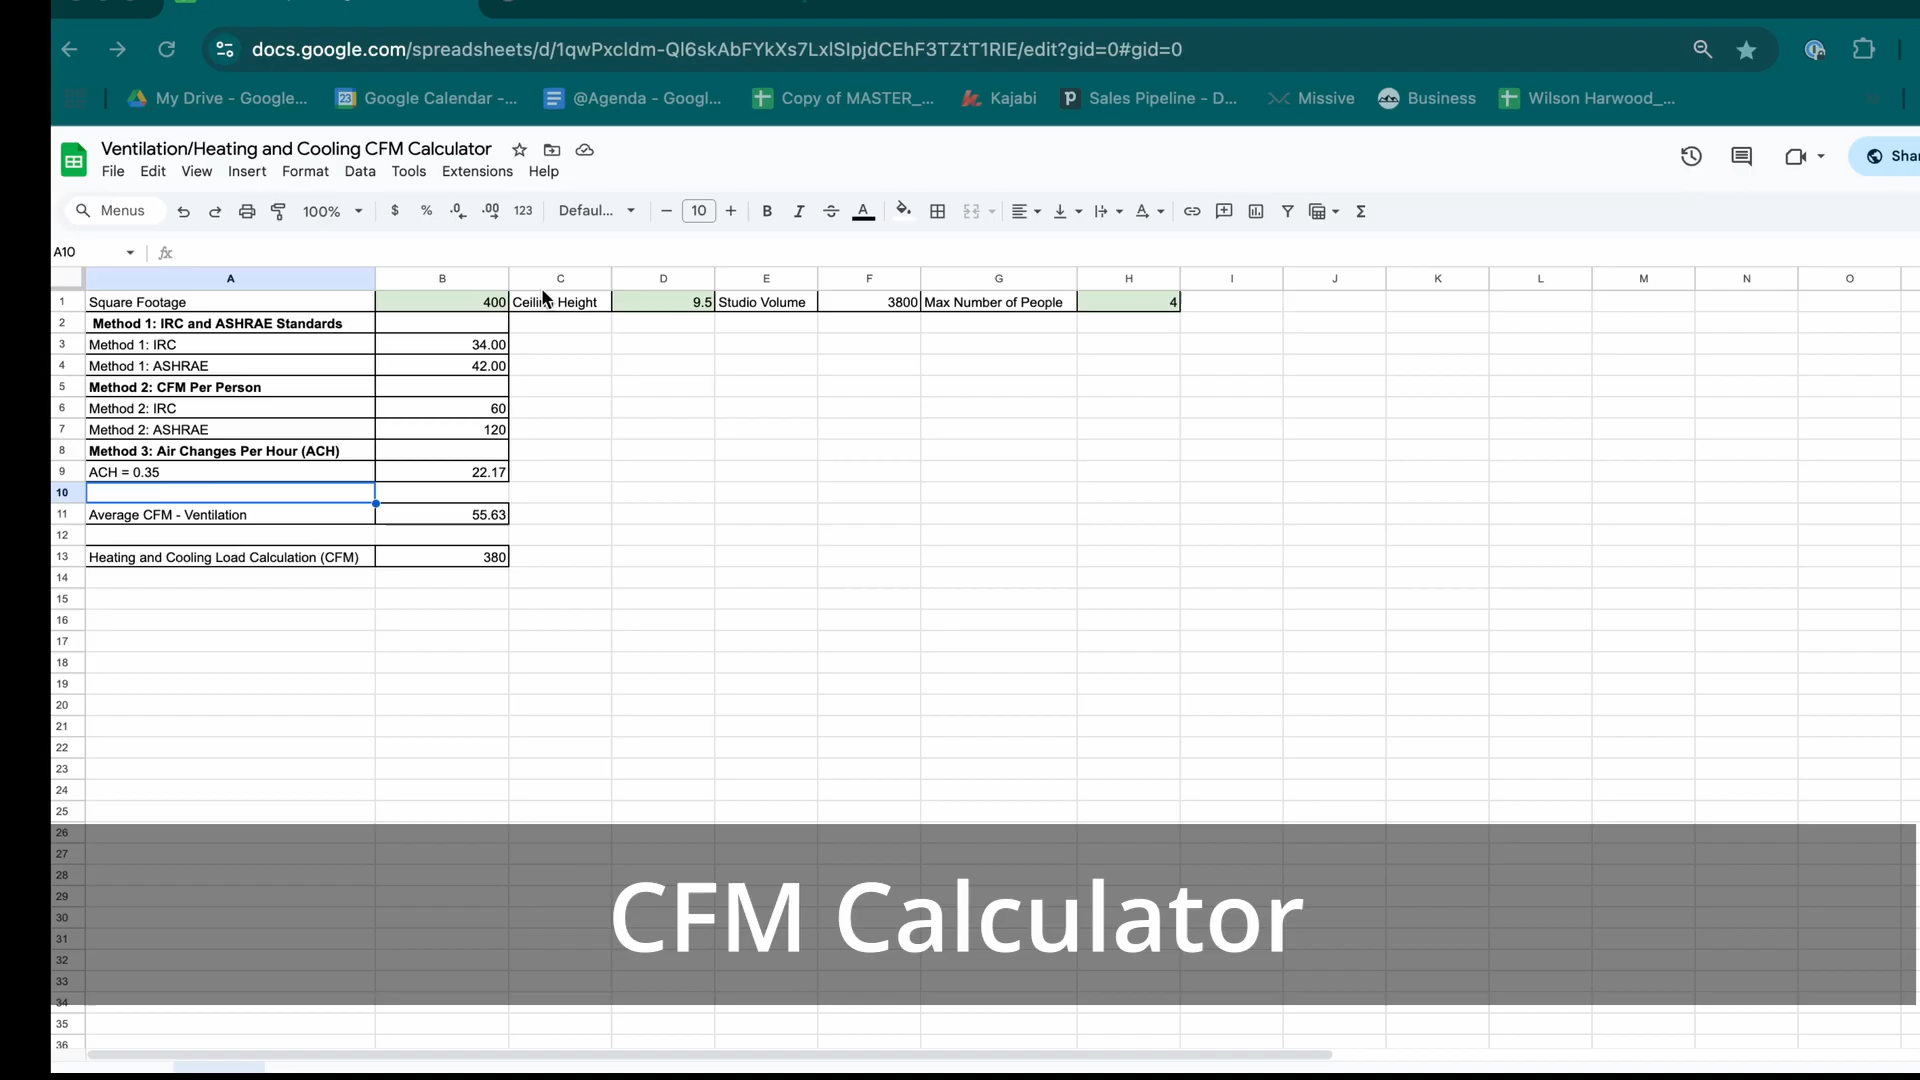 docs.google.com/spreadsheets/d/1qwPxcldm-Ql6skAbFYkXs7LxlSlpjdCEhF3TZtT1RlE/edit?gid=0#gid=0
My Drive - Google... 23 Google Calendar -... @Agenda - Googl... Copy of MASTER_... Kajabi Sales Pipeline - D... Missive Business Wilson Harwood_...
Ventilation/Heating and Cooling CFM Calculator
File Edit View Insert Format Data Tools Extensions Help
Shar
Menus 100% $ % .0 .00 123 Defaul... 10 B I A
A10 fx
A B C D E F G H I J K L M N O
1 Square Footage 400 Ceiling Height 9.5 Studio Volume 3800 Max Number of People 4
2 Method 1: IRC and ASHRAE Standards
3 Method 1: IRC 34.00
4 Method 1: ASHRAE 42.00
5 Method 2: CFM Per Person
6 Method 2: IRC 60
7 Method 2: ASHRAE 120
8 Method 3: Air Changes Per Hour (ACH)
9 ACH = 0.35 22.17
10
11 Average CFM - Ventilation 55.63
12
13 Heating and Cooling Load Calculation (CFM) 380
14
15
16
17
18
19
20
21
22
23
24
25
26
27
28
29
30
31
32
33
34
35
36
CFM Calculator